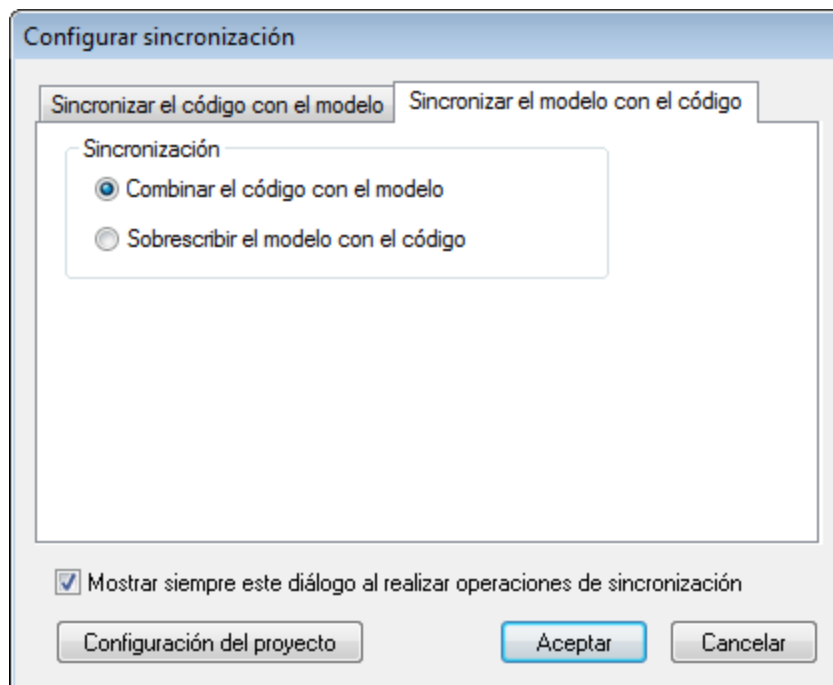 Configurar sincronización
Sincronizar el código con el modelo
Sincronizar el modelo con el código
Sincronización
Combinar el código con el modelo
Sobrescribir el modelo con el código
Mostrar siempre este diálogo al realizar operaciones de sincronización
Configuración del proyecto
Aceptar
Cancelar